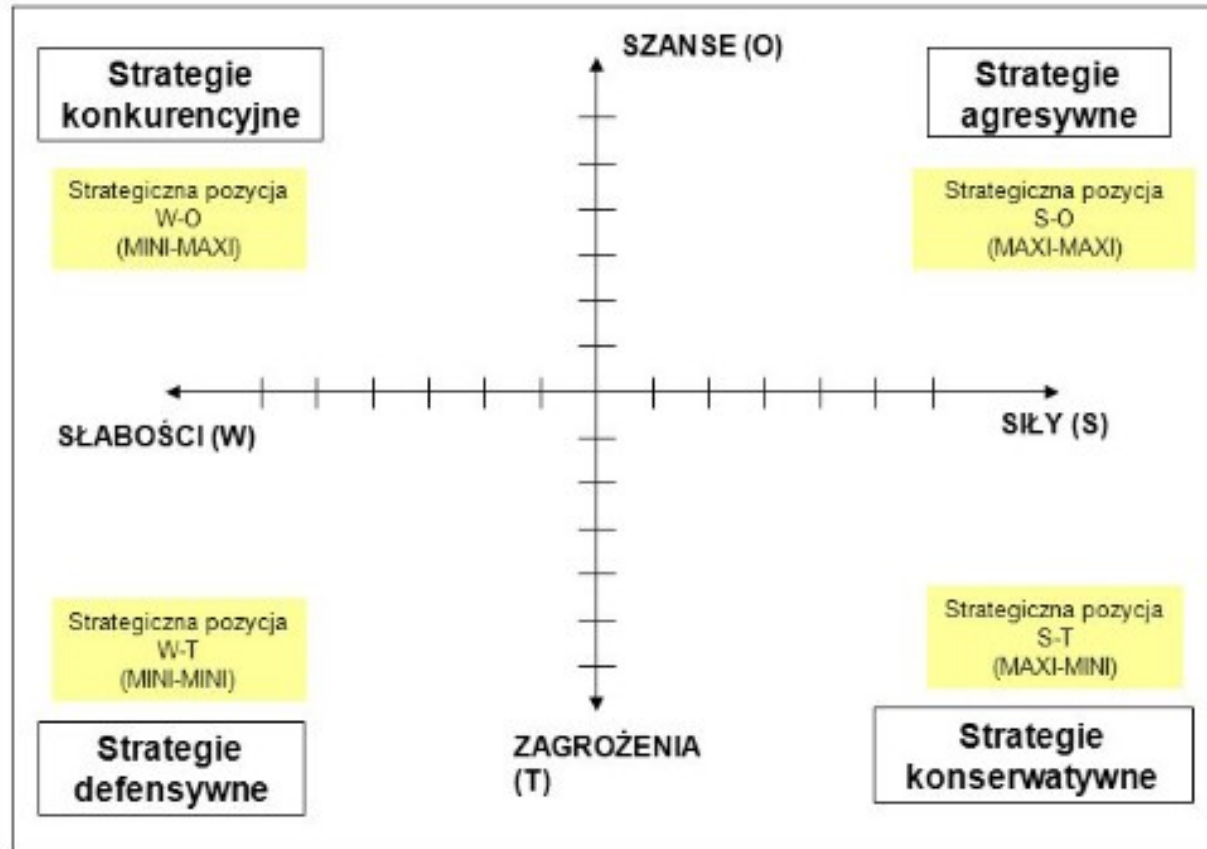 SZANSE (O)
Strategie
konkurencyjne
Strategie
agresywne
Strategiczna pozycja
W-O
(MINI-MAXI)
Strategiczna pozycja
S-O
(MAXI-MAXI)
SŁABOŚCI (W)
SIŁY (S)
Strategiczna pozycja
W-T
(MINI-MINI)
Strategiczna pozycja
S-T
(MAXI-MINI)
Strategie
defensywne
ZAGROŻENIA
(T)
Strategie
konserwatywne